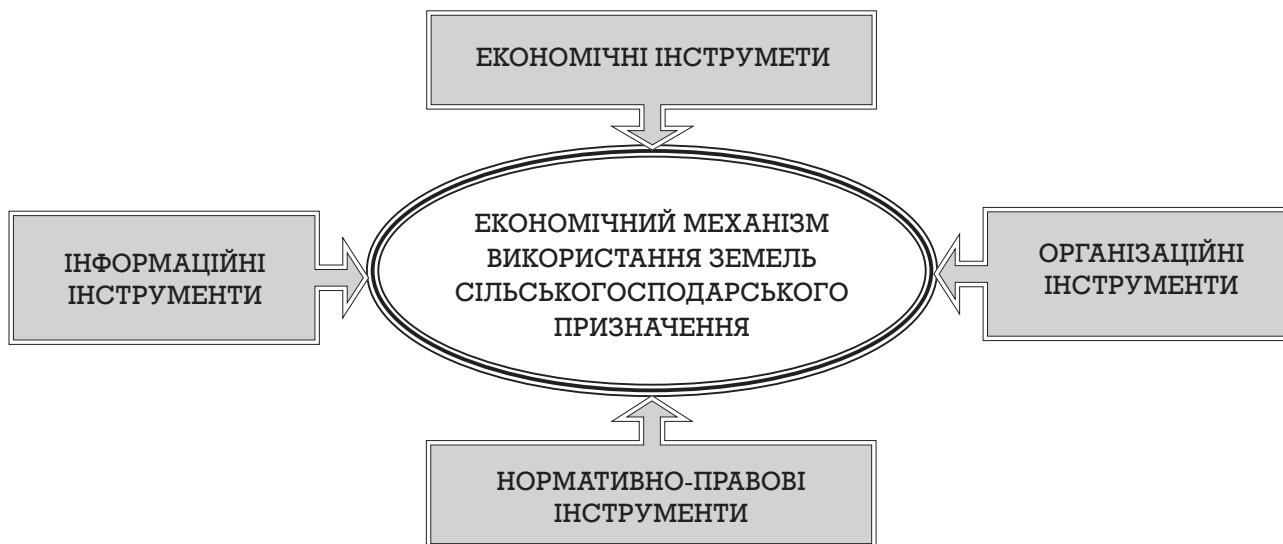 ЕКОНОМІЧНІ ІНСТРУМЕТИ
ІНФОРМАЦІЙНІ
ІНСТРУМЕНТИ
ЕКОНОМІЧНИЙ МЕХАНІЗМ
ВИКОРИСТАННЯ ЗЕМЕЛЬ
СІЛЬСЬКОГОСПОДАРСЬКОГО
ПРИЗНАЧЕННЯ
ОРГАНІЗАЦІЙНІ
ІНСТРУМЕНТИ
НОРМАТИВНО-ПРАВОВІ
ІНСТРУМЕНТИ